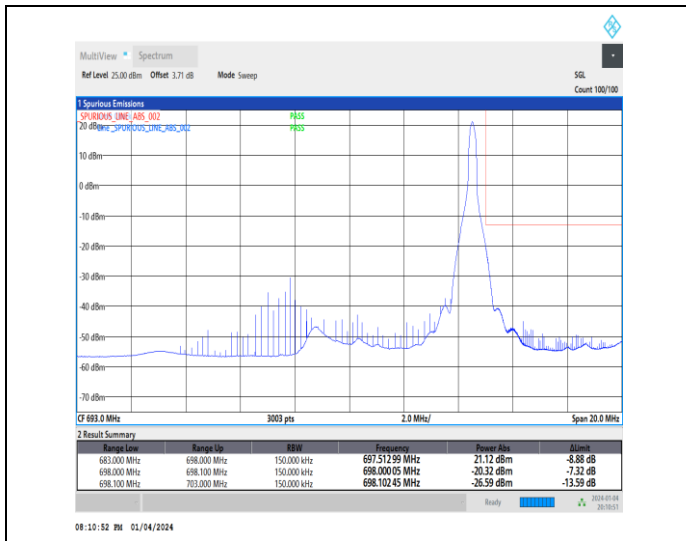 MultiView Spectrum
Ref Level 25.00 dBm Offset 3.71 dB Mode Sweep SGL
Count 100/100
1 Spurious Emissions
SPURIOUS_LINE_ABS_002 PASS
20 dBm Line _SPURIOUS_LINE_ABS_002 PASS
10 dBm
0 dBm
-10 dBm
-20 dBm
-30 dBm
-40 dBm
-50 dBm
-60 dBm
-70 dBm
CF 693.0 MHz 3003 pts 2.0 MHz/ Span 20.0 MHz
2 Result Summary
Range Low Range Up RBW Frequency Power Abs ΔLimit
683.000 MHz 698.000 MHz 150.000 kHz 697.512 99 MHz 21.12 dBm -8.88 dB
698.000 MHz 698.100 MHz 150.000 kHz 698.000 05 MHz -20.32 dBm -7.32 dB
698.100 MHz 703.000 MHz 150.000 kHz 698.102 45 MHz -26.59 dBm -13.59 dB
Ready 2024-01-04
20:10:51
08:10:52 PM 01/04/2024